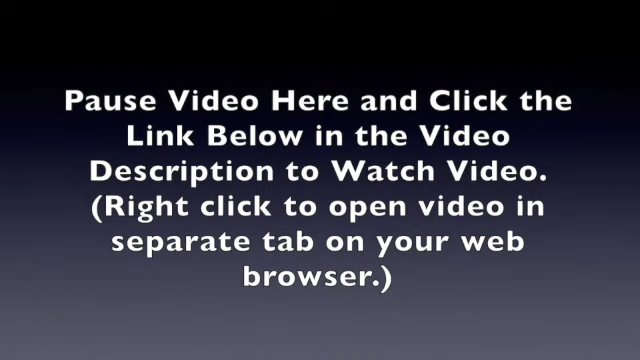 Pause Video Here and Click the
Link Below in the Video
Description to Watch Video.
(Right click to open video in
separate tab on your web
browser.)